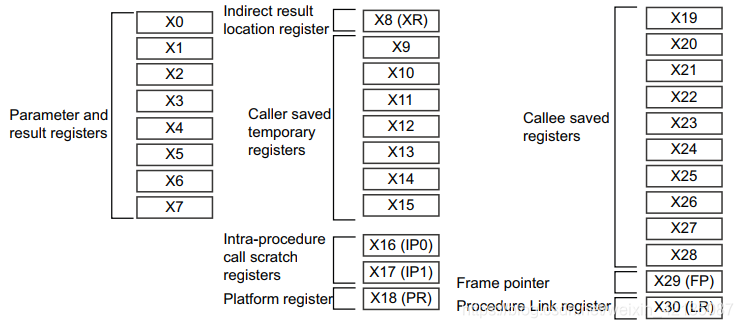 Parameter and
result registers
X0
X1
X2
X3
X4
X5
X6
X7
Indirect result
location register
X8 (XR)
Caller saved
temporary
registers
X9
X10
X11
X12
X13
X14
X15
Intra-procedure
call scratch
registers
X16 (IP0)
X17 (IP1)
Platform register
X18 (PR)
Callee saved
registers
X19
X20
X21
X22
X23
X24
X25
X26
X27
X28
Frame pointer
X29 (FP)
Procedure Link register
X30 (LR)